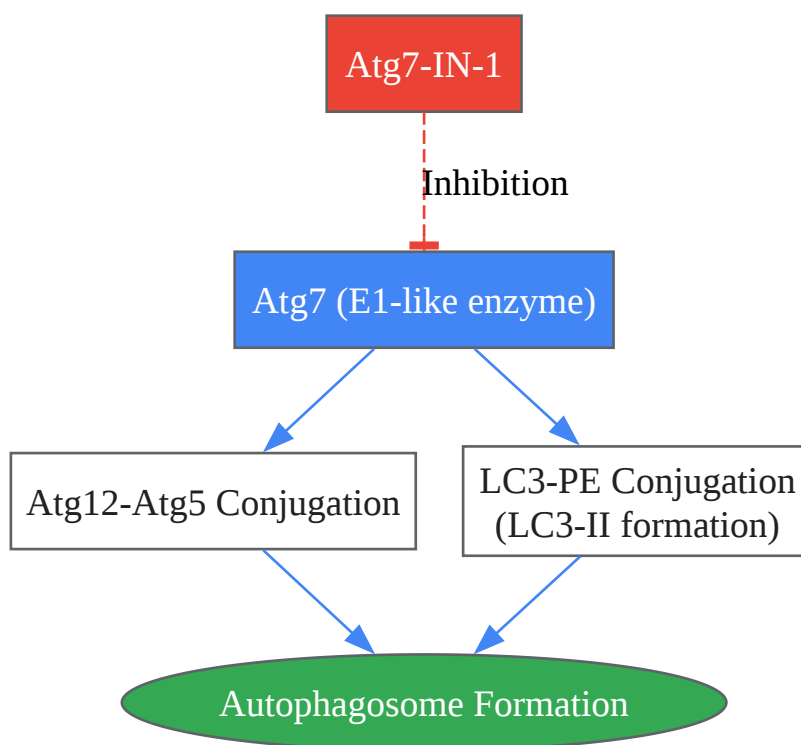 Atg7-IN-1
Inhibition
Atg7 (E1-like enzyme)
Atg12-Atg5 Conjugation
LC3-PE Conjugation
(LC3-II formation)
Autophagosome Formation